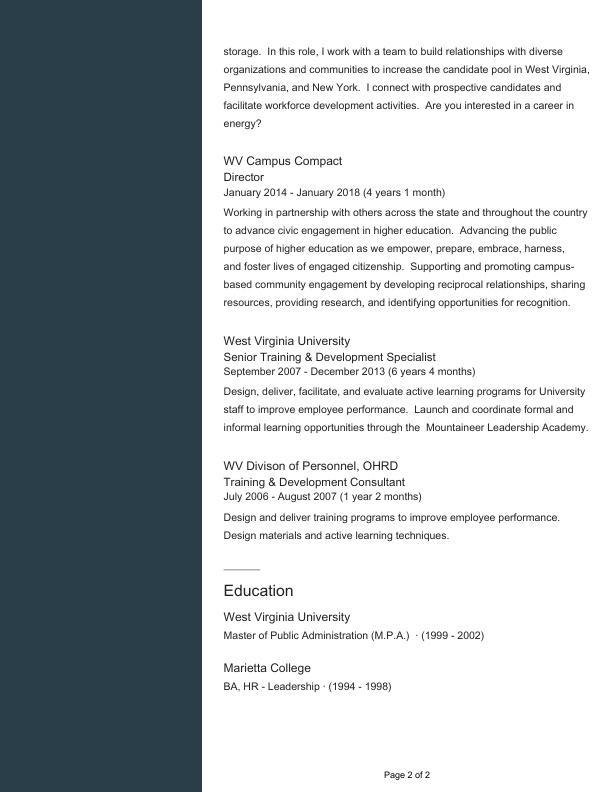 storage.  In this role, I work with a team to build relationships with diverse
organizations and communities to increase the candidate pool in West Virginia,
Pennsylvania, and New York.  I connect with prospective candidates and
facilitate workforce development activities.  Are you interested in a career in
energy?
WV Campus Compact
Director
January 2014 - January 2018 (4 years 1 month)
Working in partnership with others across the state and throughout the country
to advance civic engagement in higher education.  Advancing the public
purpose of higher education as we empower, prepare, embrace, harness,
and foster lives of engaged citizenship.  Supporting and promoting campus-
based community engagement by developing reciprocal relationships, sharing
resources, providing research, and identifying opportunities for recognition.
West Virginia University
Senior Training & Development Specialist
September 2007 - December 2013 (6 years 4 months)
Design, deliver, facilitate, and evaluate active learning programs for University
staff to improve employee performance.  Launch and coordinate formal and
informal learning opportunities through the  Mountaineer Leadership Academy.
WV Divison of Personnel, OHRD
Training & Development Consultant
July 2006 - August 2007 (1 year 2 months)
Design and deliver training programs to improve employee performance.
Design materials and active learning techniques.
Education
West Virginia University
Master of Public Administration (M.P.A.)  · (1999 - 2002)
Marietta College
BA, HR - Leadership · (1994 - 1998)
Page 2 of 2